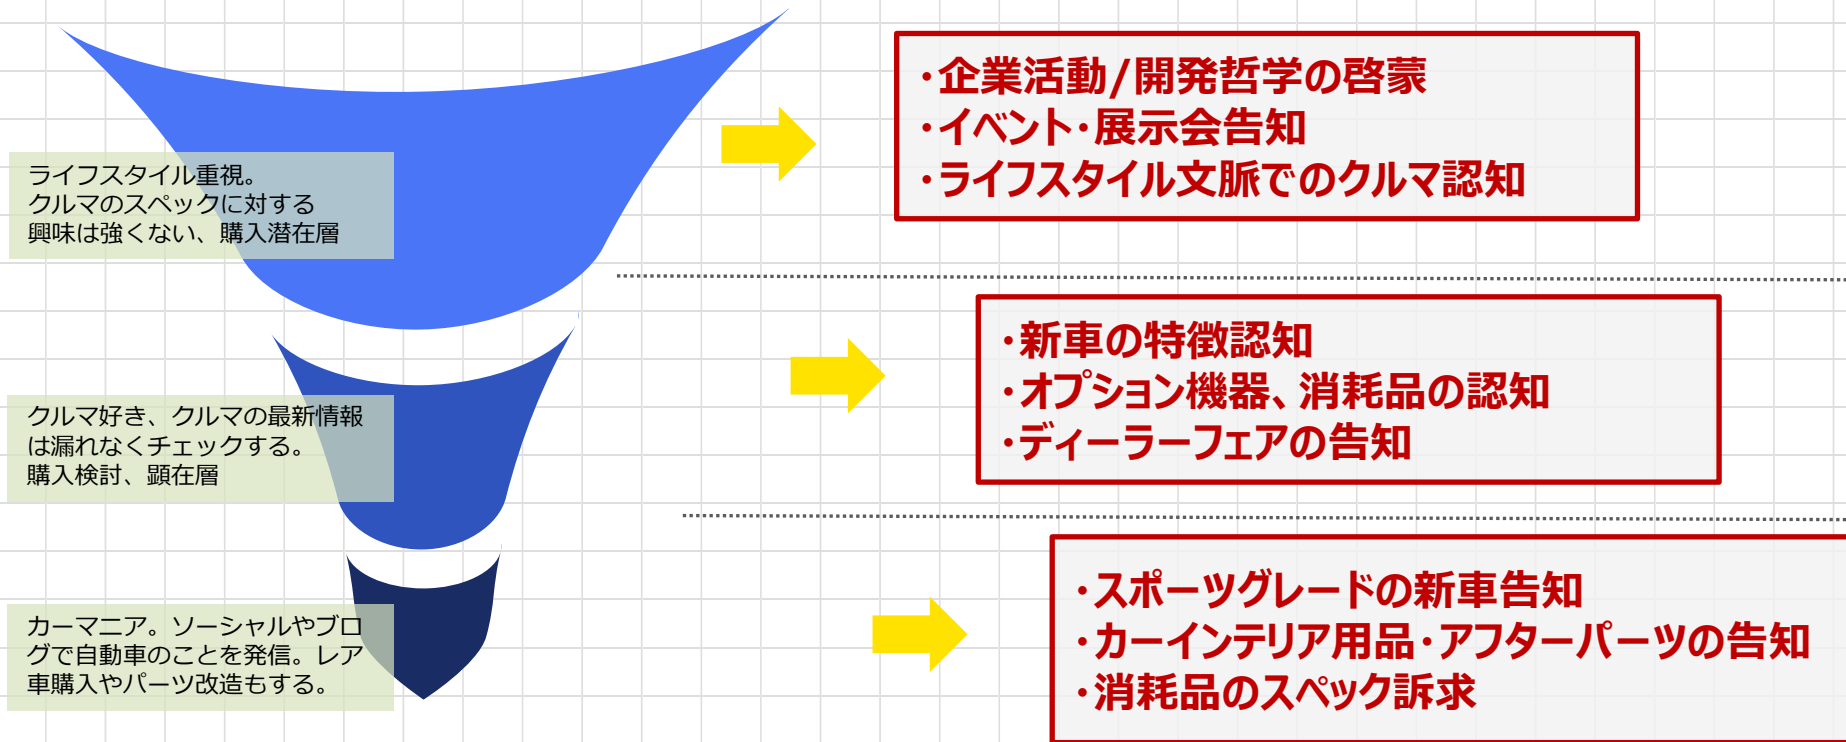 ライフスタイル重視。
クルマのスペックに対する
興味は強くない、購入潜在層
・企業活動/開発哲学の啓蒙
・イベント・展示会告知
・ライフスタイル文脈でのクルマ認知
クルマ好き、クルマの最新情報
は漏れなくチェックする。
購入検討、顕在層
・新車の特徴認知
・オプション機器、消耗品の認知
・ディーラーフェアの告知
カーマニア。ソーシャルやブロ
グで自動車のことを発信。レア
車購入やパーツ改造もする。
・スポーツグレードの新車告知
・カーインテリア用品・アフターパーツの告知
・消耗品のスペック訴求